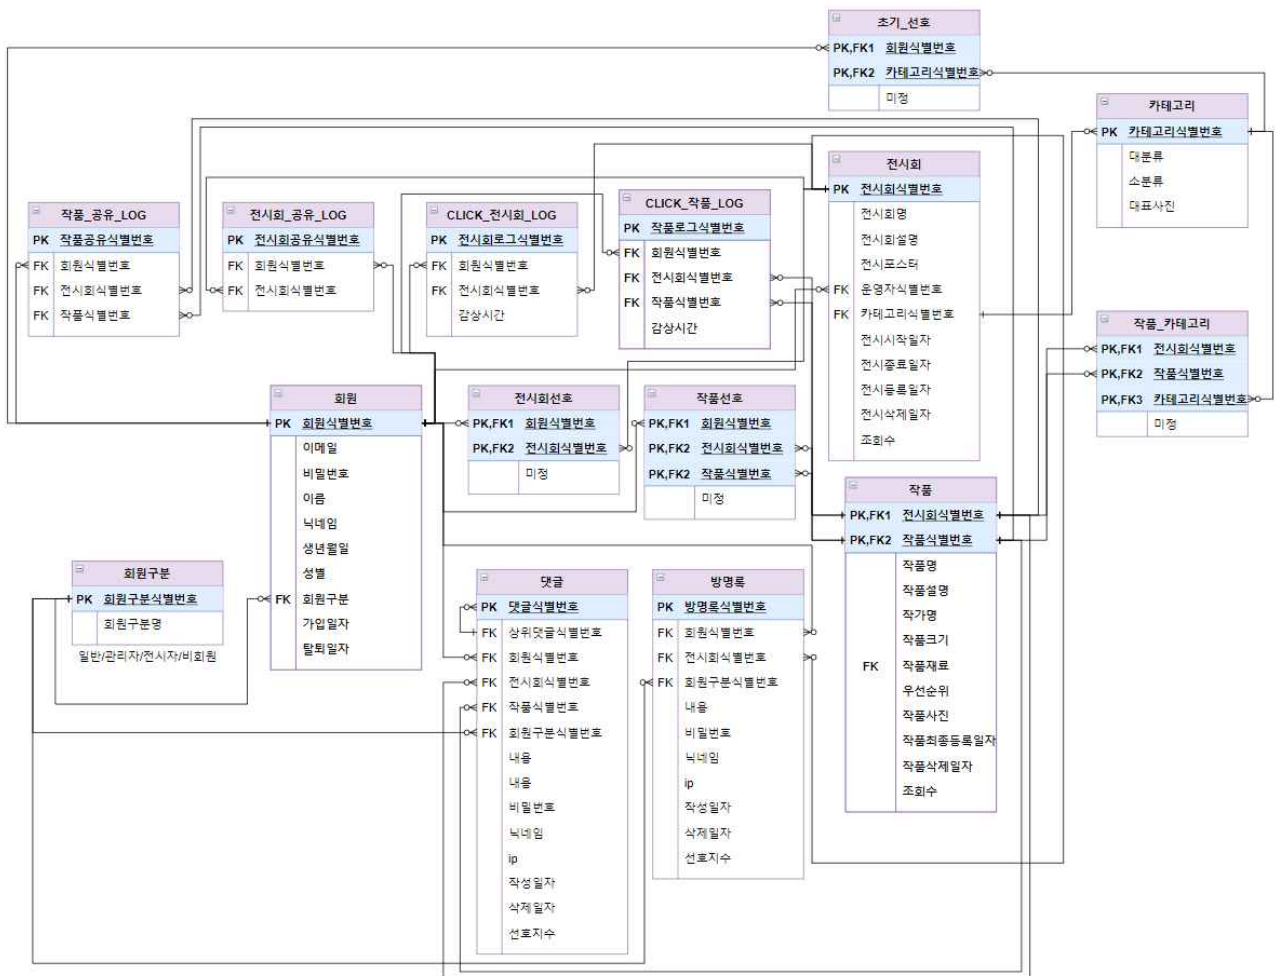 초기_선호
PK,FK1 회원식별번호
PK,FK2 카테고리식별번호
미정
카테고리
PK 카테고리식별번호
대분류
소분류
대표사진
전시회
PK 전시회식별번호
전시회명
전시회설명
전시포스터
FK 운영자식별번호
FK 카테고리식별번호
전시시작일자
전시종료일자
전시등록일자
전시삭제일자
조회수
작품_공유_LOG
PK 작품공유식별번호
FK 회원식별번호
FK 전시회식별번호
FK 작품식별번호
전시회_공유_LOG
PK 전시회공유식별번호
FK 회원식별번호
FK 전시회식별번호
CLICK_전시회_LOG
PK 전시회로그식별번호
FK 회원식별번호
FK 전시회식별번호
감상시간
CLICK_작품_LOG
PK 작품로그식별번호
FK 회원식별번호
FK 전시회식별번호
FK 작품식별번호
감상시간
작품_카테고리
PK,FK1 전시회식별번호
PK,FK2 작품식별번호
PK,FK3 카테고리식별번호
미정
회원
PK 회원식별번호
이메일
비밀번호
이름
닉네임
생년월일
성별
FK 회원구분
가입일자
탈퇴일자
전시회선호
PK,FK1 회원식별번호
PK,FK2 전시회식별번호
미정
작품선호
PK,FK1 회원식별번호
PK,FK2 전시회식별번호
PK,FK2 작품식별번호
미정
작품
PK,FK1 전시회식별번호
PK,FK2 작품식별번호
작품명
작품설명
작가명
작품크기
FK 작품재료
우선순위
작품사진
작품최종등록일자
작품삭제일자
조회수
회원구분
PK 회원구분식별번호
회원구분명
일반/관리자/전시자/비회원
댓글
PK 댓글식별번호
FK 상위댓글식별번호
FK 회원식별번호
FK 전시회식별번호
FK 작품식별번호
FK 회원구분식별번호
내용
내용
비밀번호
닉네임
ip
작성일자
삭제일자
선호지수
방명록
PK 방명록식별번호
FK 회원식별번호
FK 전시회식별번호
FK 회원구분식별번호
내용
비밀번호
닉네임
ip
작성일자
삭제일자
선호지수